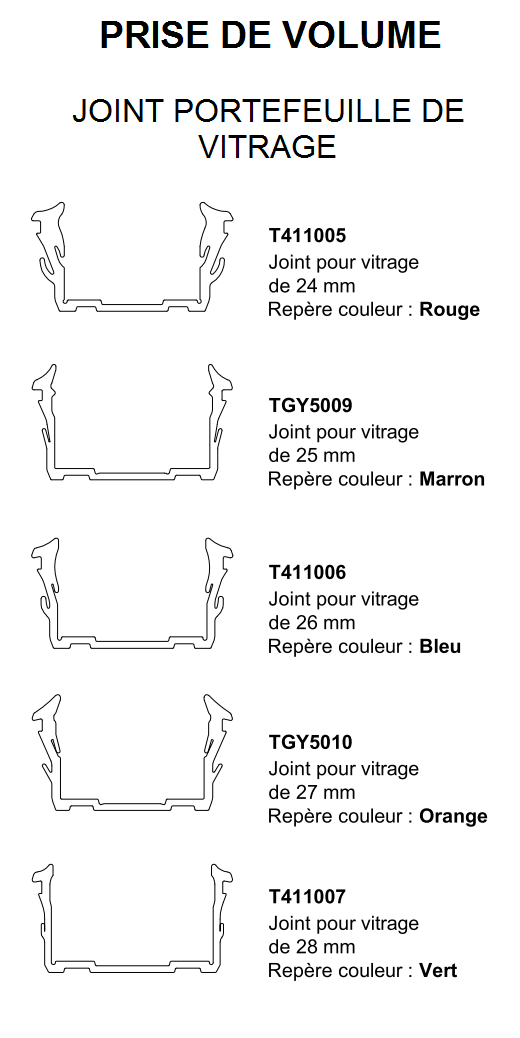 PRISE DE VOLUME
JOINT PORTEFEUILLE DE
VITRAGE
T411005
Joint pour vitrage
de 24 mm
Repère couleur : Rouge
TGY5009
Joint pour vitrage
de 25 mm
Repère couleur : Marron
T411006
Joint pour vitrage
de 26 mm
Repère couleur : Bleu
TGY5010
Joint pour vitrage
de 27 mm
Repère couleur : Orange
T411007
Joint pour vitrage
de 28 mm
Repère couleur : Vert